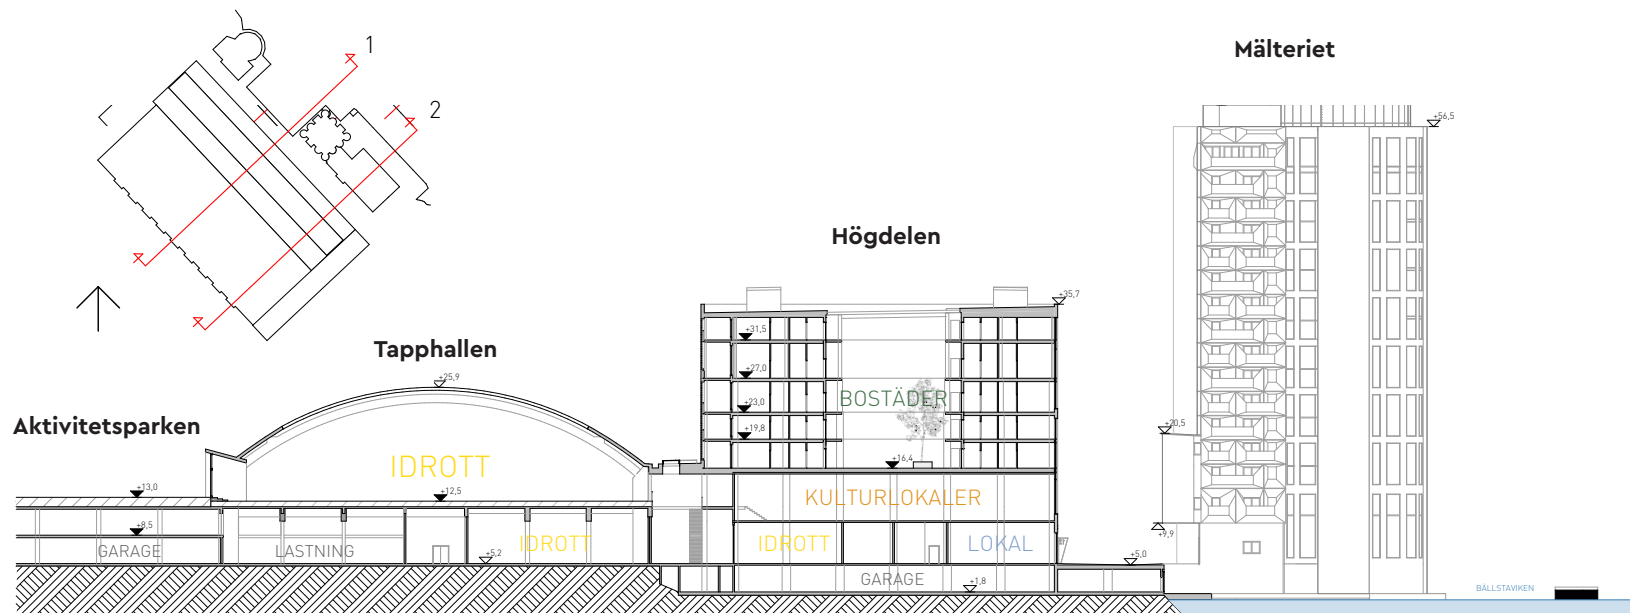 1
2
Mälteriet
+56,5
Högdelen
+35,7
+31,5
Tapphallen
+27,0
+25,9
BOSTÄDER
+23,0
Aktivitetsparken
+20,5
+19,8
IDROTT
+16,4
+13,0
+12,5
KULTURLOKALER
+8,5
+9,9
GARAGE
LASTNING
IDROTT
IDROTT
LOKAL
+5,2
+5,0
GARAGE
+1,8
BÄLLSTAVIKEN